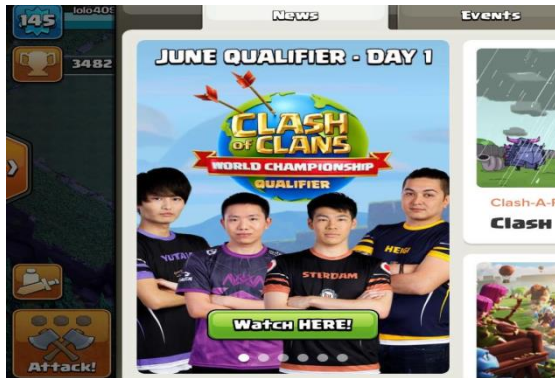 145
lolo409
3482
Attack!
News
Events
JUNE QUALIFIER - DAY 1
CLASH
OF CLANS
WORLD CHAMPIONSHIP
QUALIFIER
YUTA
STERDAM
Watch HERE!
Clash-A-R
Clash